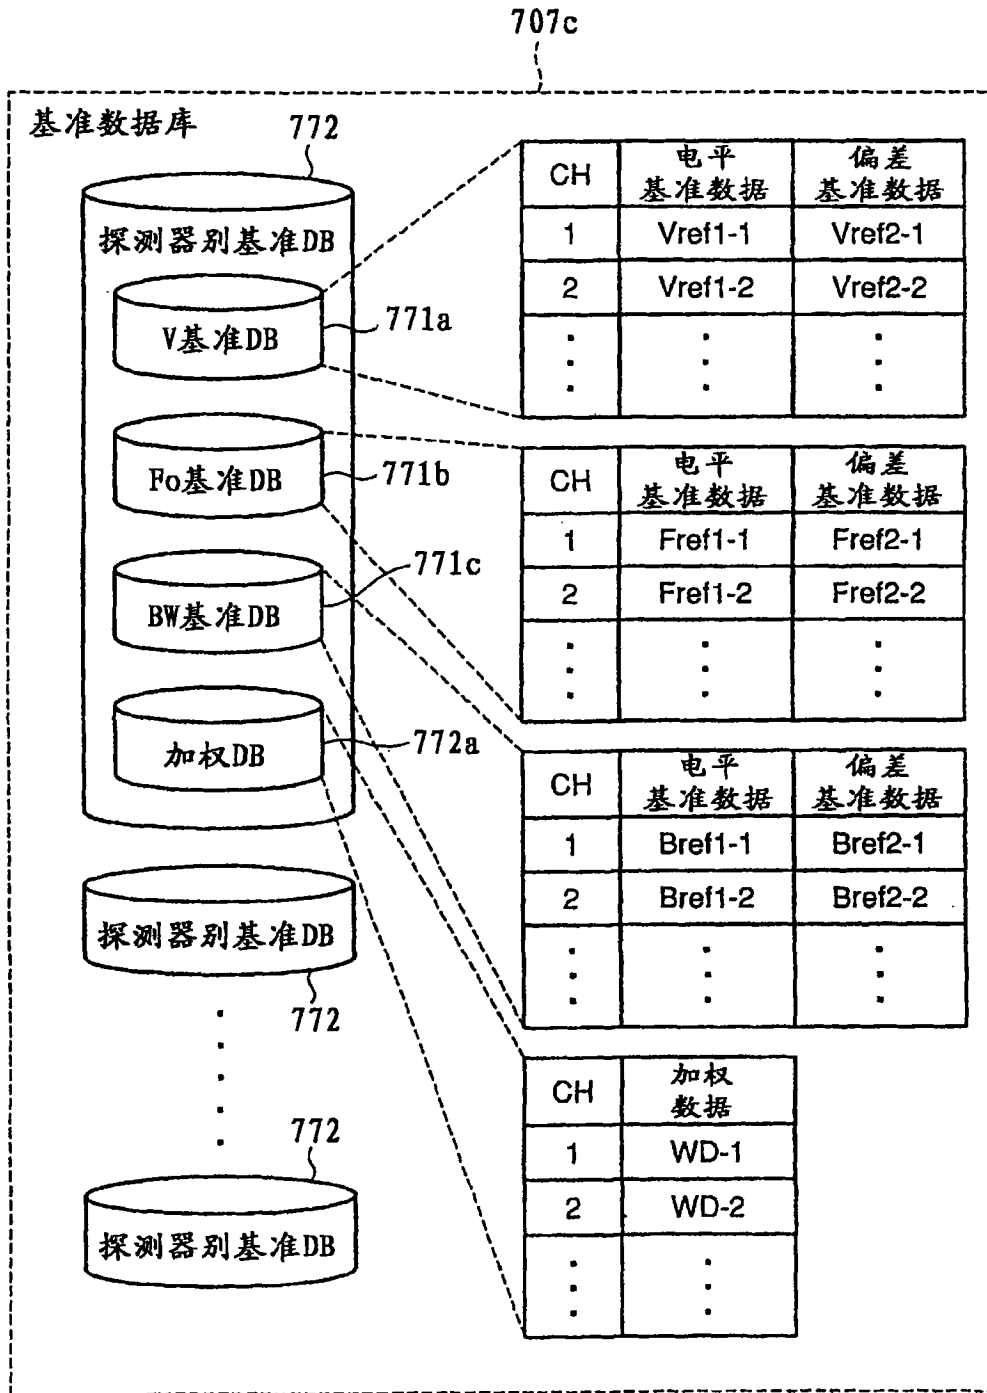 707c
基准数据库
772
探测器别基准DB
V基准DB
771a
Fo基准DB
771b
BW基准DB
771c
加权DB
772a
探测器别基准DB
772
772
探测器别基准DB
CH 电平基准数据 偏差基准数据
1 Vref1-1 Vref2-1
2 Vref1-2 Vref2-2
CH 电平基准数据 偏差基准数据
1 Fref1-1 Fref2-1
2 Fref1-2 Fref2-2
CH 电平基准数据 偏差基准数据
1 Bref1-1 Bref2-1
2 Bref1-2 Bref2-2
CH 加权数据
1 WD-1
2 WD-2